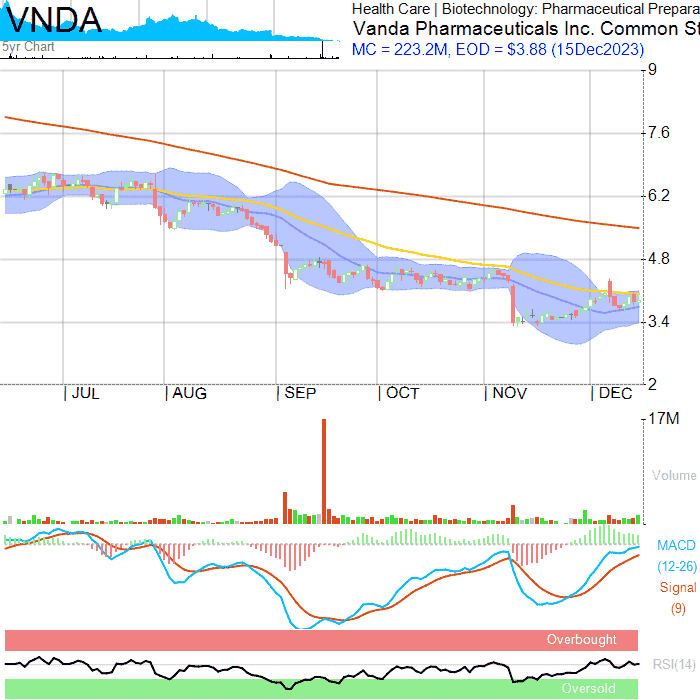 VNDA
5yr Chart
Health Care | Biotechnology: Pharmaceutical Prepara
Vanda Pharmaceuticals Inc. Common St
MC = 223.2M, EOD = $3.88 (15Dec2023)
9
7.6
6.2
4.8
3.4
2
JUL AUG SEP OCT NOV DEC
17M
Volume
MACD
(12-26)
Signal
(9)
Overbought
RSI(14)
Oversold